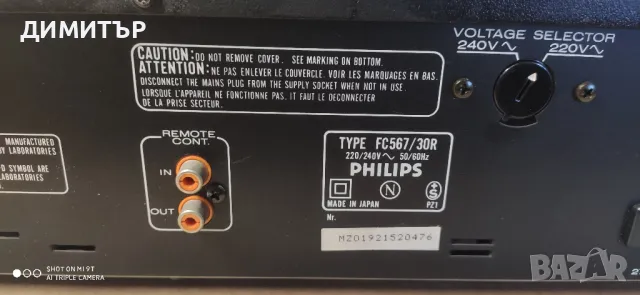 ДИМИТЪР
CAUTION: DO NOT REMOVE COVER. SEE MARKING ON BOTTOM.
ATTENTION: NE PAS ENLEVER LE COUVERCLE. VOIR LES MARQUAGES EN BAS.
DISCONNECT THE MAINS PLUG FROM THE SUPPLY SOCKET WHEN NOT IN USE.
LORSQUE L'APPAREIL NE FONCTIONNE PAS. IL FAUT LE DECONNECTER
DE LA PRISE SECTEUR.
VOLTAGE SELECTOR
240V~ 220V~
MANUFACTURED
BY LABORATORIES
D SYMBOL ARE
LABORATORIES
REMOTE
CONT.
IN
OUT
TYPE FC567/30R
220/240V~ 50/60Hz
PHILIPS
N
S
MADE IN JAPAN
PZ1
Nr.
MZ01921520476
SHOT ON MI 9T
AI TRIPLE CAMERA
bazar